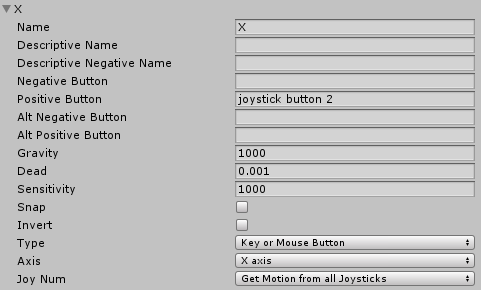 X
Name X
Descriptive Name
Descriptive Negative Name
Negative Button
Positive Button joystick button 2
Alt Negative Button
Alt Positive Button
Gravity 1000
Dead 0.001
Sensitivity 1000
Snap
Invert
Type Key or Mouse Button
Axis X axis
Joy Num Get Motion from all Joysticks